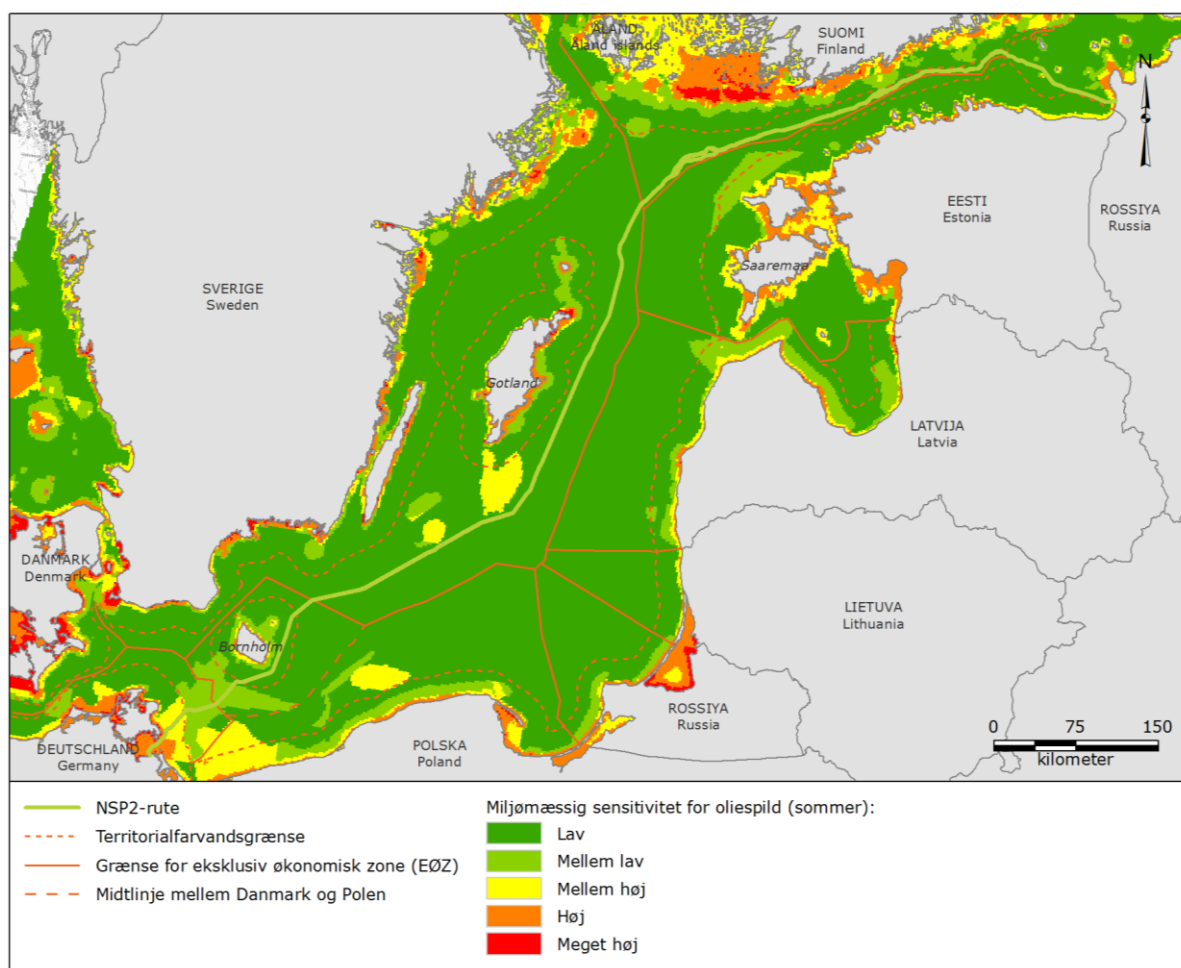 ÅLAND
Åland islands
SUOMI
Finland
N
EESTI
Estonia
ROSSIYA
Russia
SVERIGE
Sweden
Saaremaa
Gotland
LATVIJA
Latvia
DANMARK
Denmark
LIETUVA
Lithuania
Bornholm
ROSSIYA
Russia
DEUTSCHLAND
Germany
POLSKA
Poland
0 75 150
kilometer
NSP2-rute
Territorialfarvandsgrænse
Grænse for eksklusiv økonomisk zone (EØZ)
Midtlinje mellem Danmark og Polen
Miljømæssig sensitivitet for oliespild (sommer):
Lav
Mellem lav
Mellem høj
Høj
Meget høj